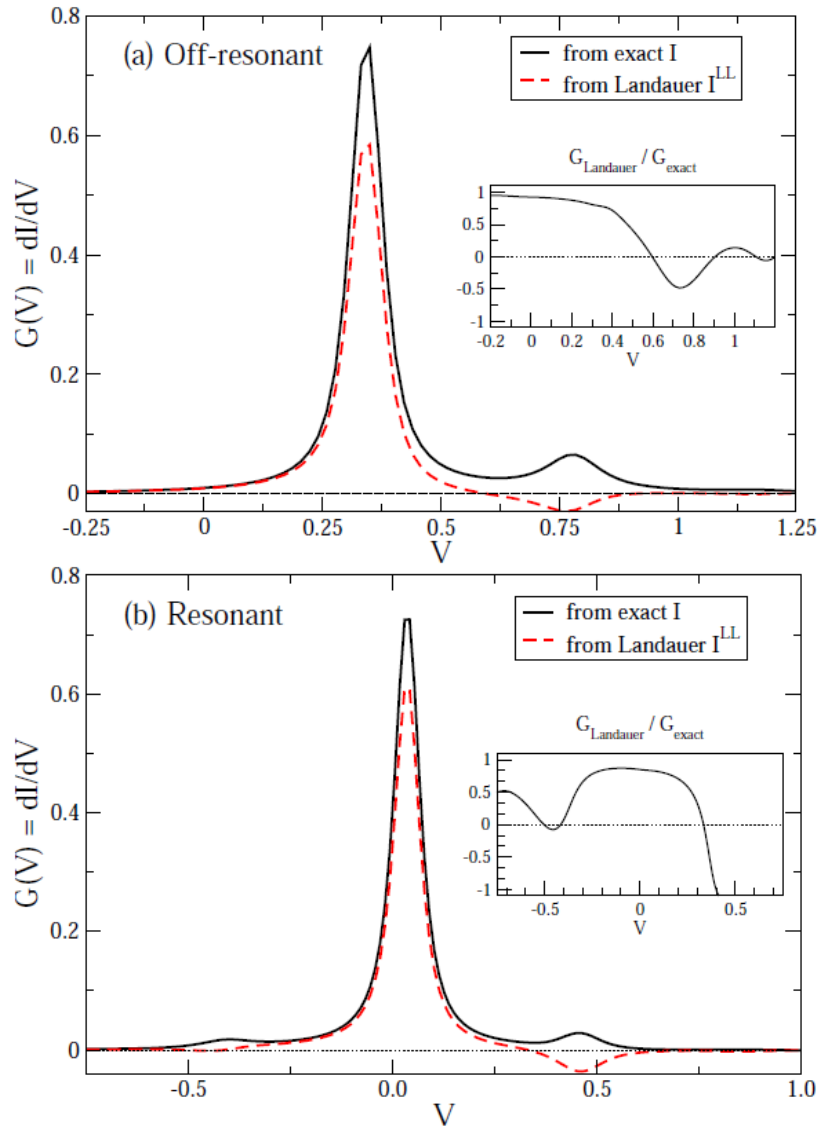 (a) Off-resonant
from exact I
from Landauer I^LL
G_Landauer / G_exact
1
0.5
0
-0.5
-1
-0.2 0 0.2 0.4 0.6 0.8 1
V
0.8
0.6
0.4
0.2
0
G(V) = dI/dV
-0.25 0 0.25 0.5 0.75 1 1.25
V
(b) Resonant
from exact I
from Landauer I^LL
G_Landauer / G_exact
1
0.5
0
-0.5
-1
-0.5 0 0.5
V
0.8
0.6
0.4
0.2
0
G(V) = dI/dV
-0.5 0.0 0.5 1.0
V